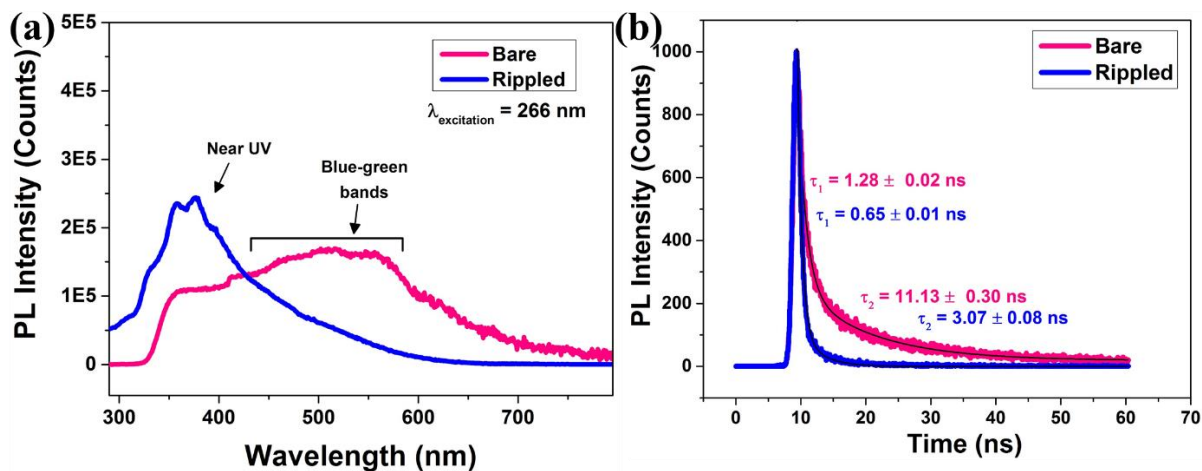 (a)
5E5
4E5
3E5
2E5
1E5
0
PL Intensity (Counts)
Bare
Rippled
λexcitation = 266 nm
Near UV
Blue-green
bands
300
400
500
600
700
Wavelength (nm)
(b)
1000
800
600
400
200
0
PL Intensity (Counts)
Bare
Rippled
τ1 = 1.28 ± 0.02 ns
τ1 = 0.65 ± 0.01 ns
τ2 = 11.13 ± 0.30 ns
τ2 = 3.07 ± 0.08 ns
0
10
20
30
40
50
60
70
Time (ns)